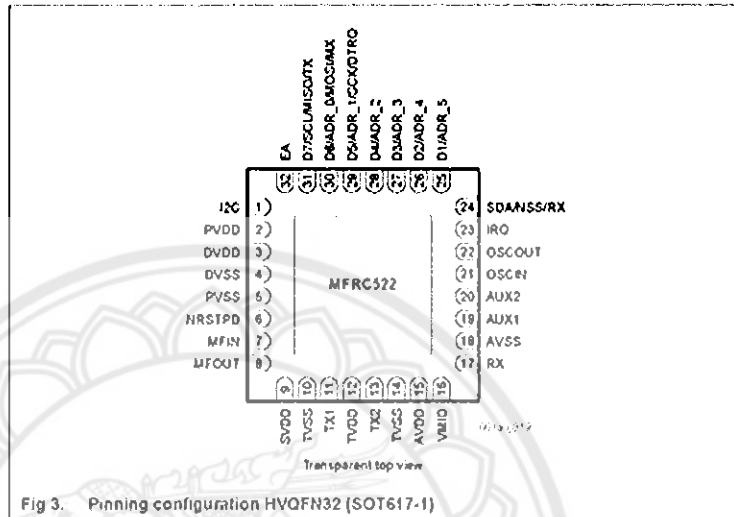 EA
D7/SCL/MISO/TX
D6/ADR_0/MOSI/MX
D5/ADR_1/SCK/DTRQ
D4/ADR_2
D3/ADR_3
D2/ADR_4
D1/ADR_5
32 31 30 29 28 27 26 25
I2C 1
PVDD 2
DVDD 3
DVSS 4
PVSS 5
NRSTPD 6
MFIN 7
MFOUT 8
MFRC522
24 SDA/NSS/RX
23 IRQ
22 OSCOUT
21 OSCIN
20 AUX2
19 AUX1
18 AVSS
17 RX
9 10 11 12 13 14 15 16
SVDD
TVSS
TX1
TVDD
TX2
TVSS
AVDD
VMID
Transparent top view
Fig 3. Pinning configuration HVQFN32 (SOT617-1)